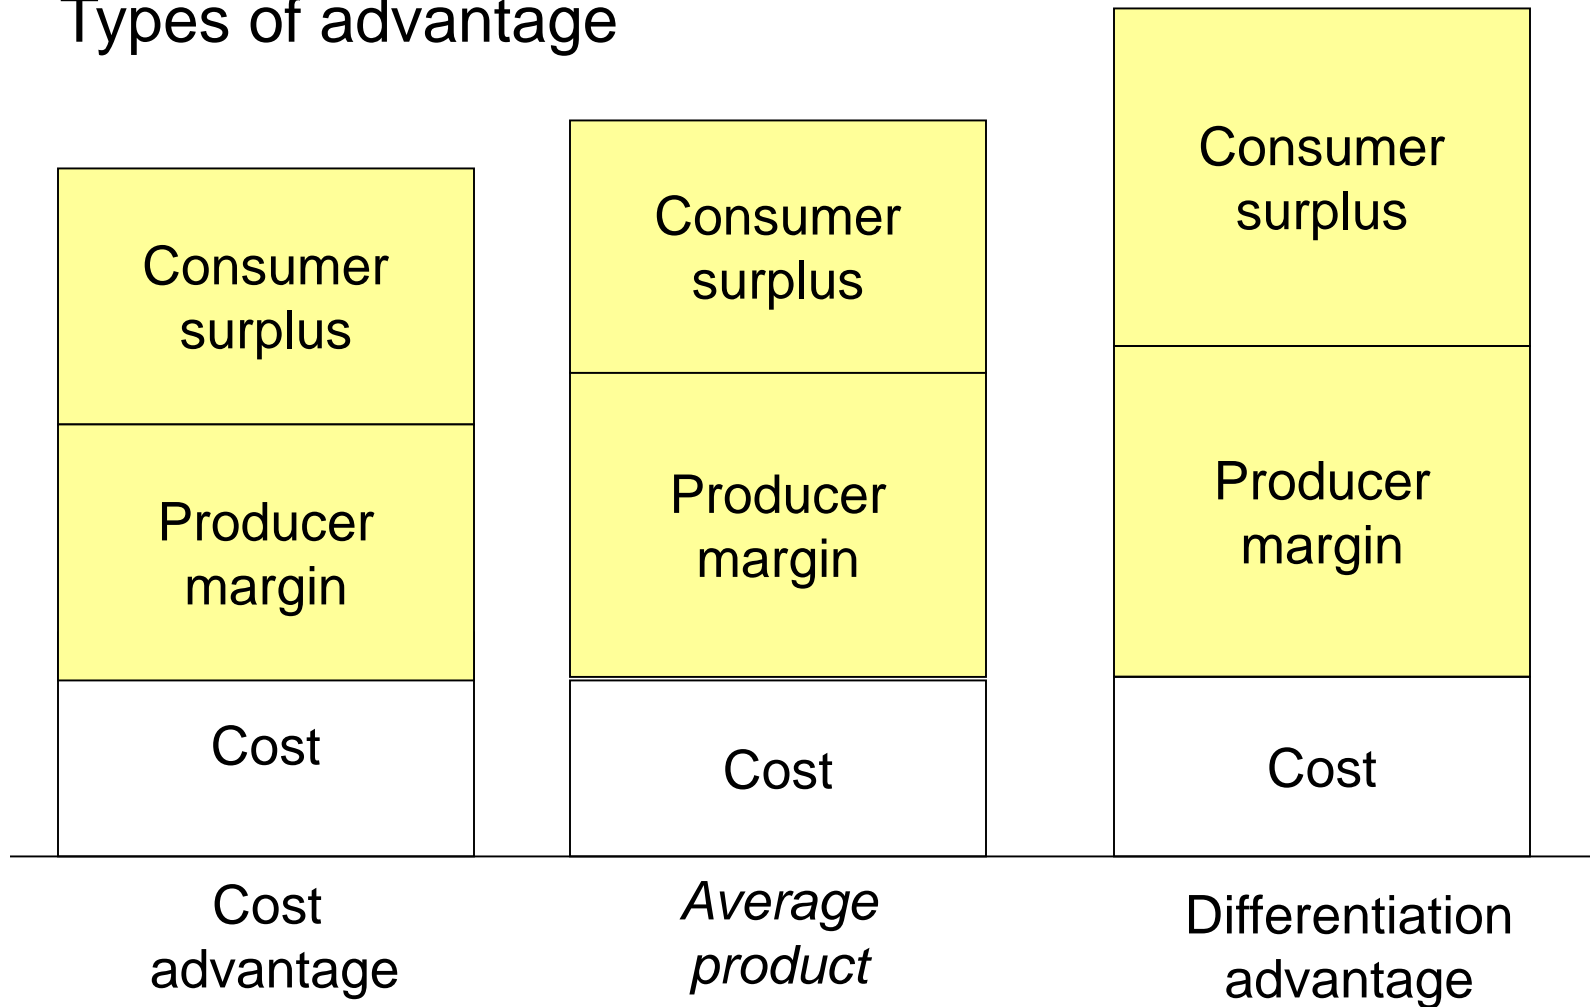 Types of advantage
Consumer
surplus
Producer
margin
Cost
Cost
advantage
Consumer
surplus
Producer
margin
Cost
Average
product
Consumer
surplus
Producer
margin
Cost
Differentiation
advantage